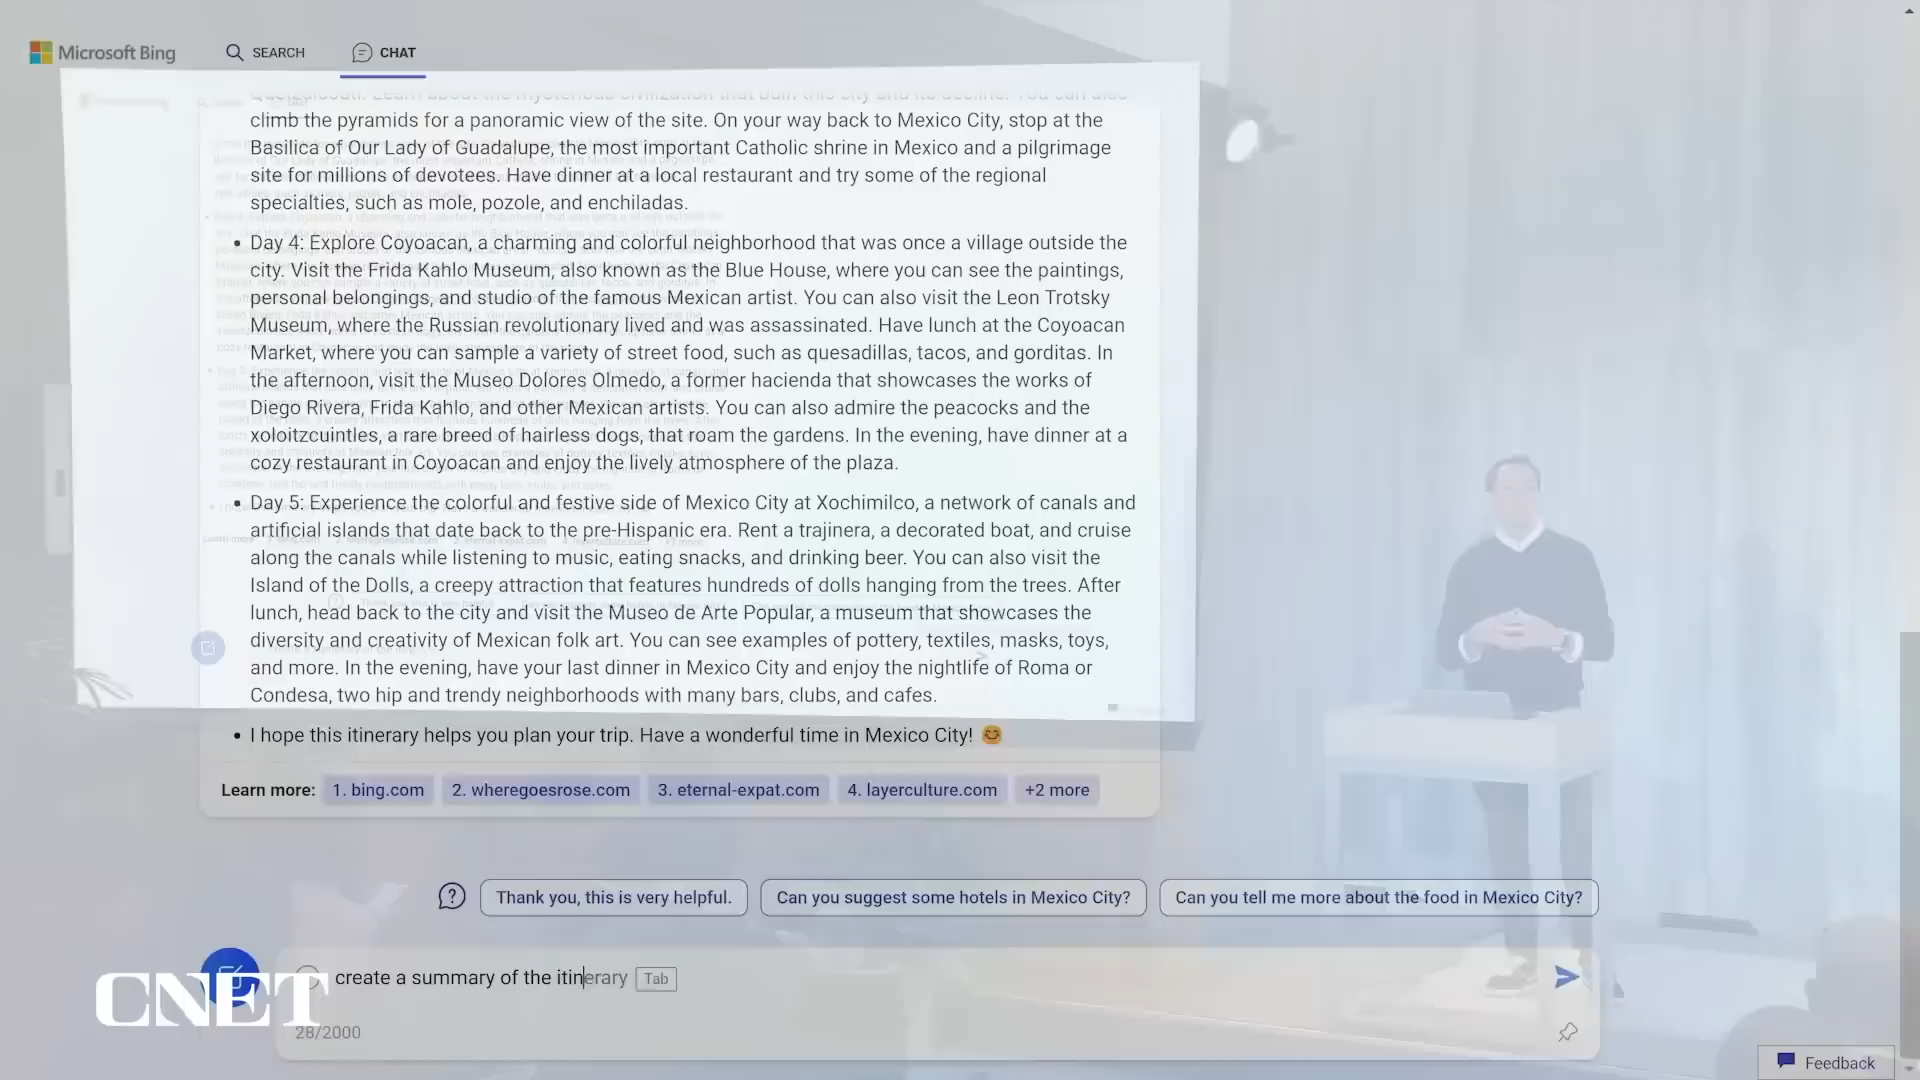 Microsoft Bing
SEARCH
CHAT
Quetzalcoatl. Learn about the mysterious civilization that built this city and its decline. You can also
climb the pyramids for a panoramic view of the site. On your way back to Mexico City, stop at the
Basilica of Our Lady of Guadalupe, the most important Catholic shrine in Mexico and a pilgrimage
site for millions of devotees. Have dinner at a local restaurant and try some of the regional
specialties, such as mole, pozole, and enchiladas.
• Day 4: Explore Coyoacan, a charming and colorful neighborhood that was once a village outside the
city. Visit the Frida Kahlo Museum, also known as the Blue House, where you can see the paintings,
personal belongings, and studio of the famous Mexican artist. You can also visit the Leon Trotsky
Museum, where the Russian revolutionary lived and was assassinated. Have lunch at the Coyoacan
Market, where you can sample a variety of street food, such as quesadillas, tacos, and gorditas. In
the afternoon, visit the Museo Dolores Olmedo, a former hacienda that showcases the works of
Diego Rivera, Frida Kahlo, and other Mexican artists. You can also admire the peacocks and the
xoloitzcuintles, a rare breed of hairless dogs, that roam the gardens. In the evening, have dinner at a
cozy restaurant in Coyoacan and enjoy the lively atmosphere of the plaza.
• Day 5: Experience the colorful and festive side of Mexico City at Xochimilco, a network of canals and
artificial islands that date back to the pre-Hispanic era. Rent a trajinera, a decorated boat, and cruise
along the canals while listening to music, eating snacks, and drinking beer. You can also visit the
Island of the Dolls, a creepy attraction that features hundreds of dolls hanging from the trees. After
lunch, head back to the city and visit the Museo de Arte Popular, a museum that showcases the
diversity and creativity of Mexican folk art. You can see examples of pottery, textiles, masks, toys,
and more. In the evening, have your last dinner in Mexico City and enjoy the nightlife of Roma or
Condesa, two hip and trendy neighborhoods with many bars, clubs, and cafes.
• I hope this itinerary helps you plan your trip. Have a wonderful time in Mexico City! 😊
Learn more: 1. bing.com 2. wheregoesrose.com 3. eternal-expat.com 4. layerculture.com +2 more
Thank you, this is very helpful.
Can you suggest some hotels in Mexico City?
Can you tell me more about the food in Mexico City?
create a summary of the itinerary Tab
CNET
28/2000
Feedback